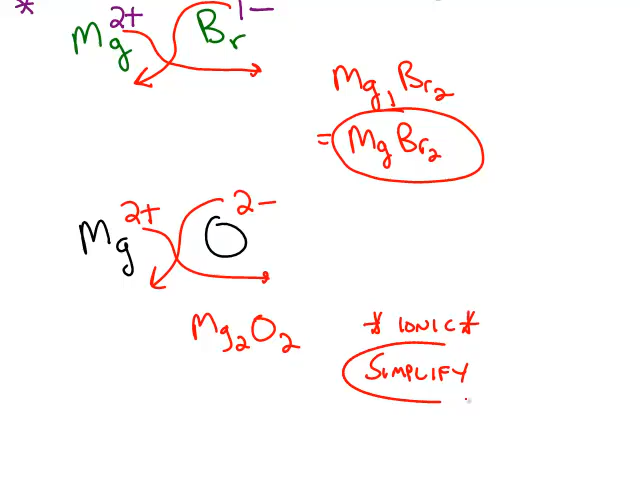 * Mg²⁺ Br¹⁻
Mg₁Br₂
= MgBr₂
Mg²⁺ O²⁻
Mg₂O₂
* IONIC *
SIMPLIFY